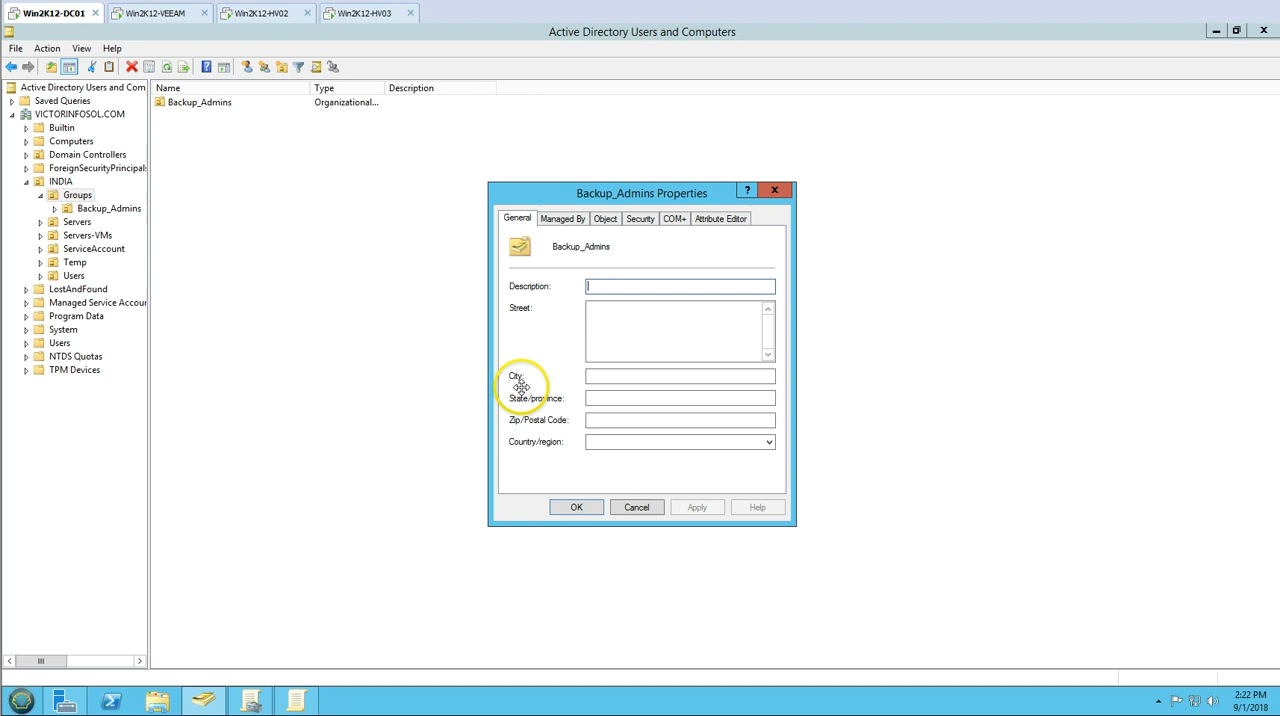 Win2K12-DC01 Win2K12-VEEAM Win2K12-HV02 Win2K12-HV03
Active Directory Users and Computers
File Action View Help
Active Directory Users and Com
Saved Queries
VICTORINFOSOL.COM
Builtin
Computers
Domain Controllers
ForeignSecurityPrincipals
INDIA
Groups
Backup_Admins
Servers
Servers-VMs
ServiceAccount
Temp
Users
LostAndFound
Managed Service Accou
Program Data
System
Users
NTDS Quotas
TPM Devices
Name Type Description
Backup_Admins Organizational...
Backup_Admins Properties
General Managed By Object Security COM+ Attribute Editor
Backup_Admins
Description:
Street:
City:
State/province:
Zip/Postal Code:
Country/region:
OK Cancel Apply Help
2:22 PM
9/1/2018